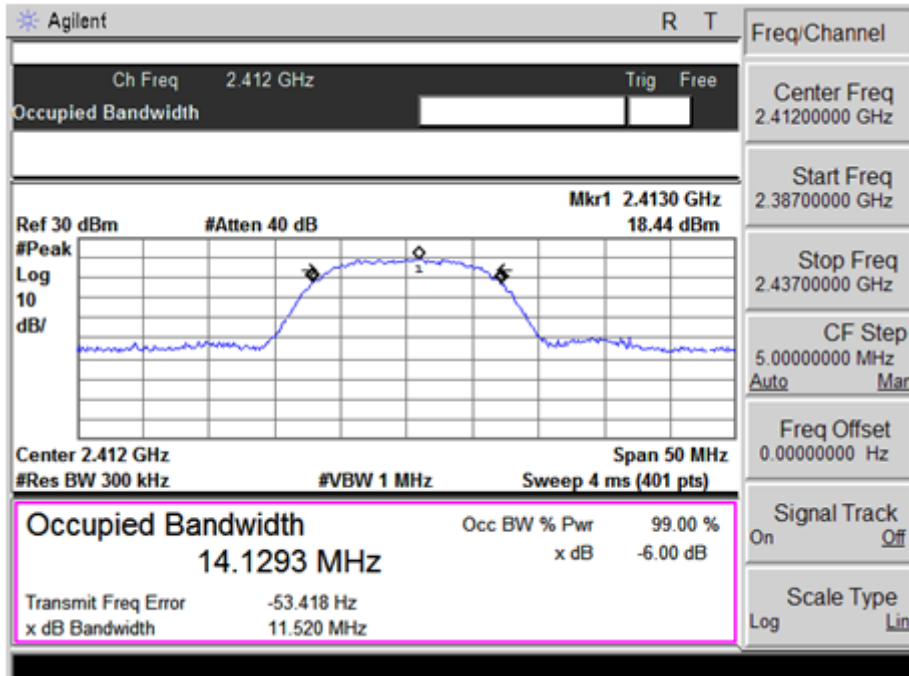 Agilent R T
Freq/Channel
Ch Freq 2.412 GHz Trig Free
Occupied Bandwidth
Center Freq
2.41200000 GHz
Start Freq
2.38700000 GHz
Stop Freq
2.43700000 GHz
CF Step
5.00000000 MHz
Auto Man
Freq Offset
0.00000000 Hz
Signal Track
On Off
Scale Type
Log Lin
Mkr1 2.4130 GHz
Ref 30 dBm #Atten 40 dB 18.44 dBm
#Peak
Log
10
dB/
1
Center 2.412 GHz Span 50 MHz
#Res BW 300 kHz #VBW 1 MHz Sweep 4 ms (401 pts)
Occupied Bandwidth Occ BW % Pwr 99.00 %
14.1293 MHz x dB -6.00 dB
Transmit Freq Error -53.418 Hz
x dB Bandwidth 11.520 MHz